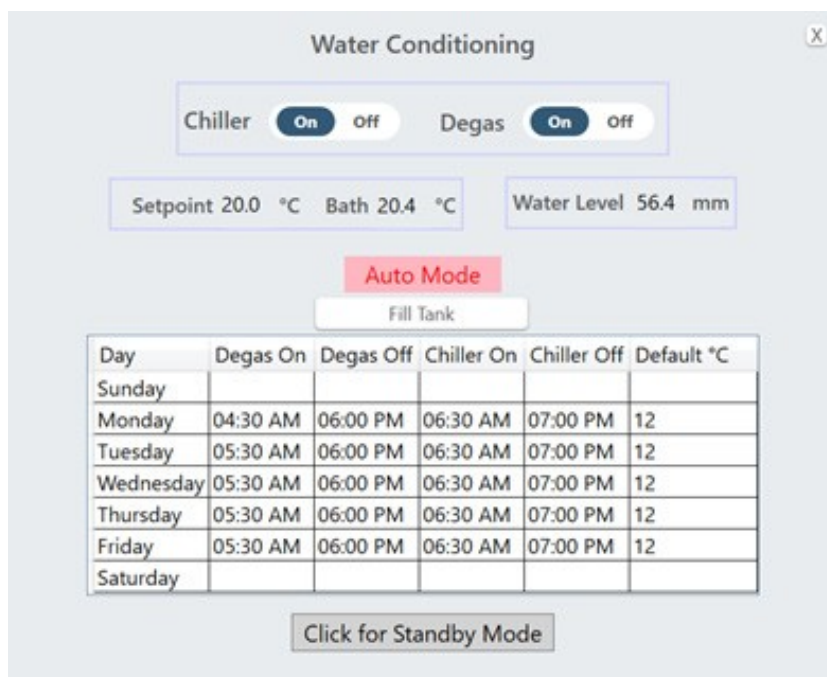 Water Conditioning
X
Chiller On Off Degas On Off
Setpoint 20.0 °C Bath 20.4 °C Water Level 56.4 mm
Auto Mode
Fill Tank
Day Degas On Degas Off Chiller On Chiller Off Default °C
Sunday
Monday 04:30 AM 06:00 PM 06:30 AM 07:00 PM 12
Tuesday 05:30 AM 06:00 PM 06:30 AM 07:00 PM 12
Wednesday 05:30 AM 06:00 PM 06:30 AM 07:00 PM 12
Thursday 05:30 AM 06:00 PM 06:30 AM 07:00 PM 12
Friday 05:30 AM 06:00 PM 06:30 AM 07:00 PM 12
Saturday
Click for Standby Mode